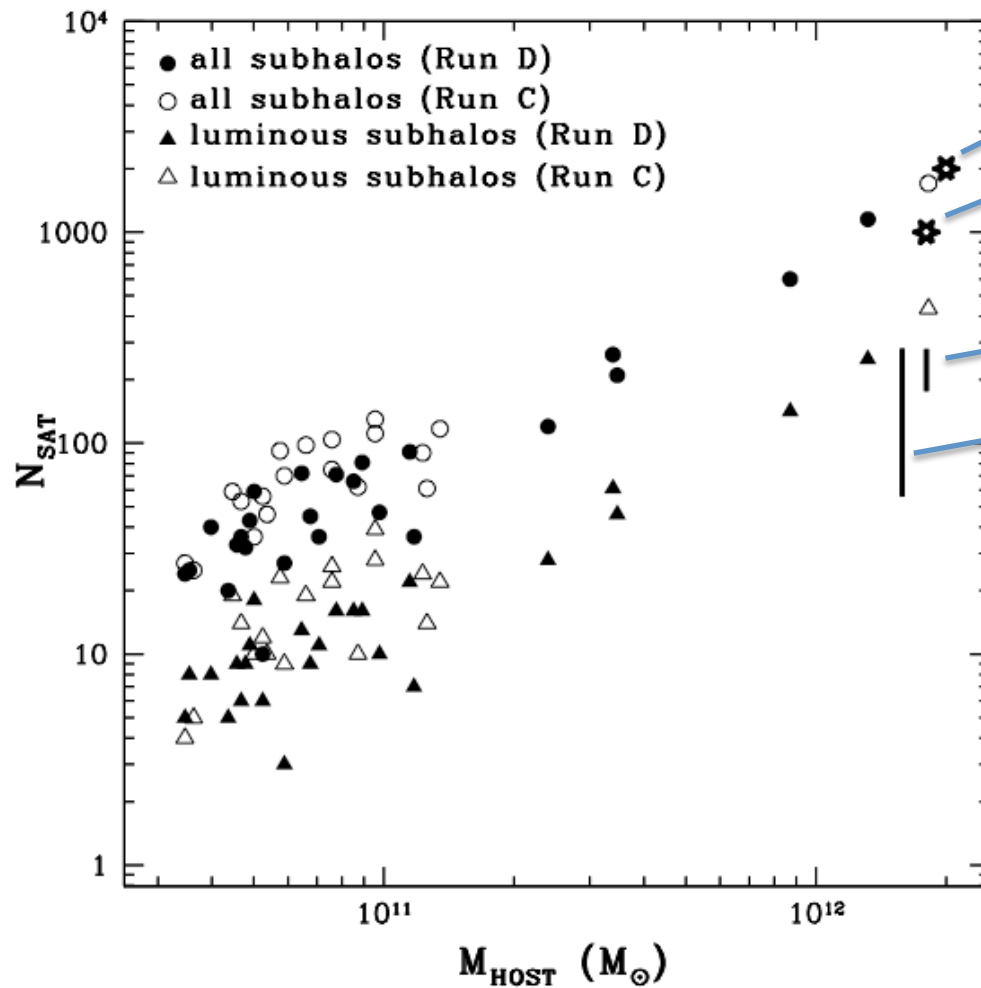 10⁴
● all subhalos (Run D)
○ all subhalos (Run C)
▲ luminous subhalos (Run D)
△ luminous subhalos (Run C)
1000
100
10
1
N_SAT
10¹¹ 10¹²
M_HOST (M_⊙)